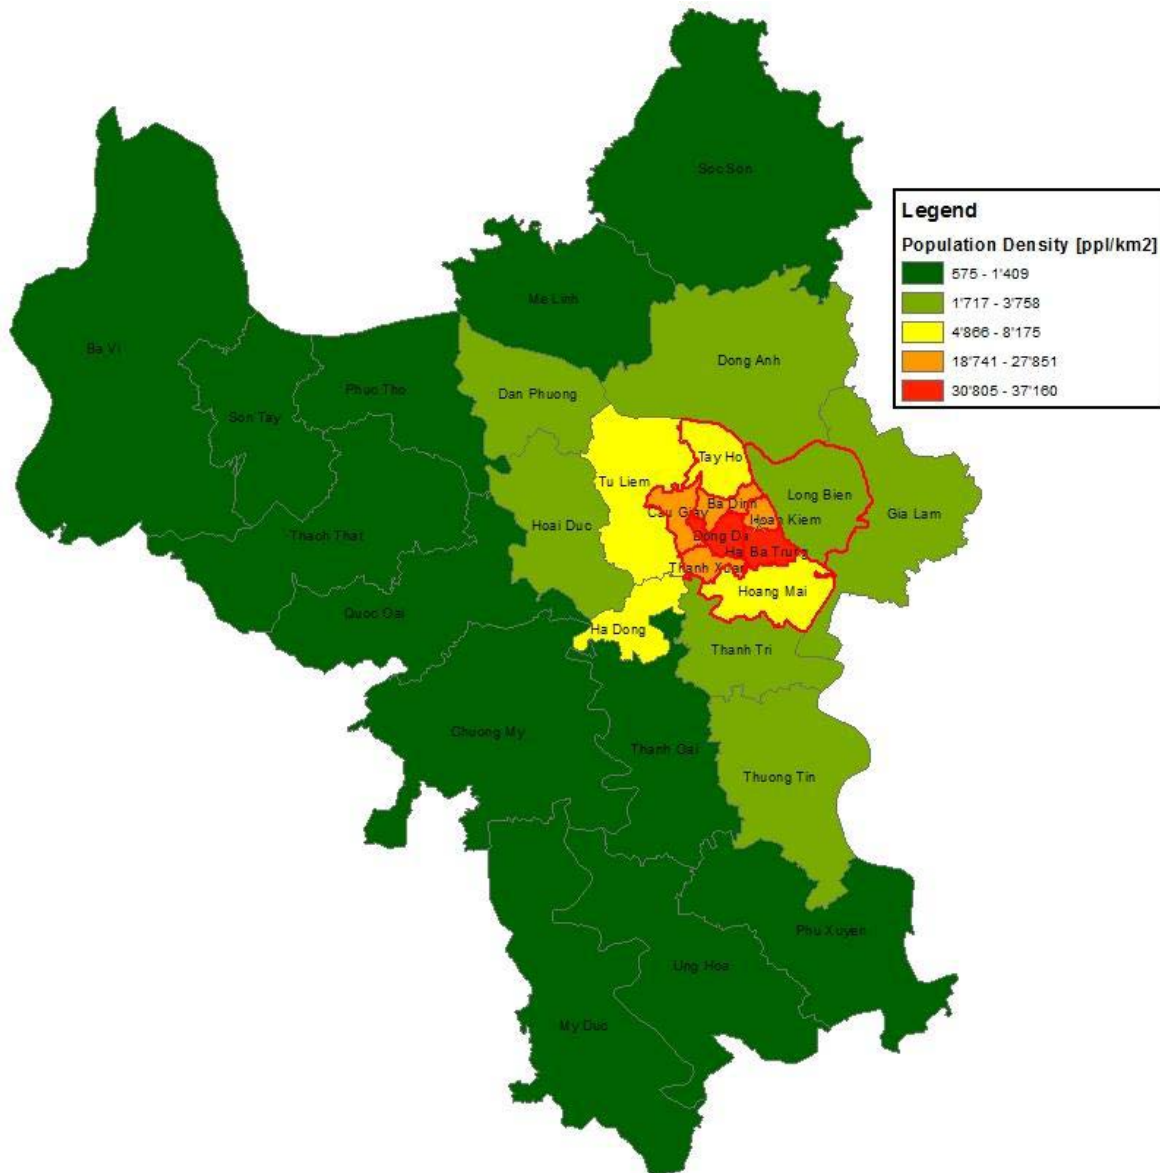 Soc Son
Legend
Population Density [ppl/km2]
575 - 1'409
1'717 - 3'758
4'866 - 8'175
18'741 - 27'851
30'805 - 37'160
Me Linh
Ba Vi
Dong Anh
Phuc Tho
Dan Phuong
Son Tay
Tay Ho
Tu Liem
Long Bien
Ba Dinh
Cau Giay
Gia Lam
Hoan Kiem
Hoai Duc
Thach That
Dong Da
Ha Ba Trung
Thanh Xuan
Hoang Mai
Quoc Oai
Ha Dong
Thanh Tri
Chuong My
Thanh Oai
Thuong Tin
Phu Xuyen
Ung Hoa
My Duc